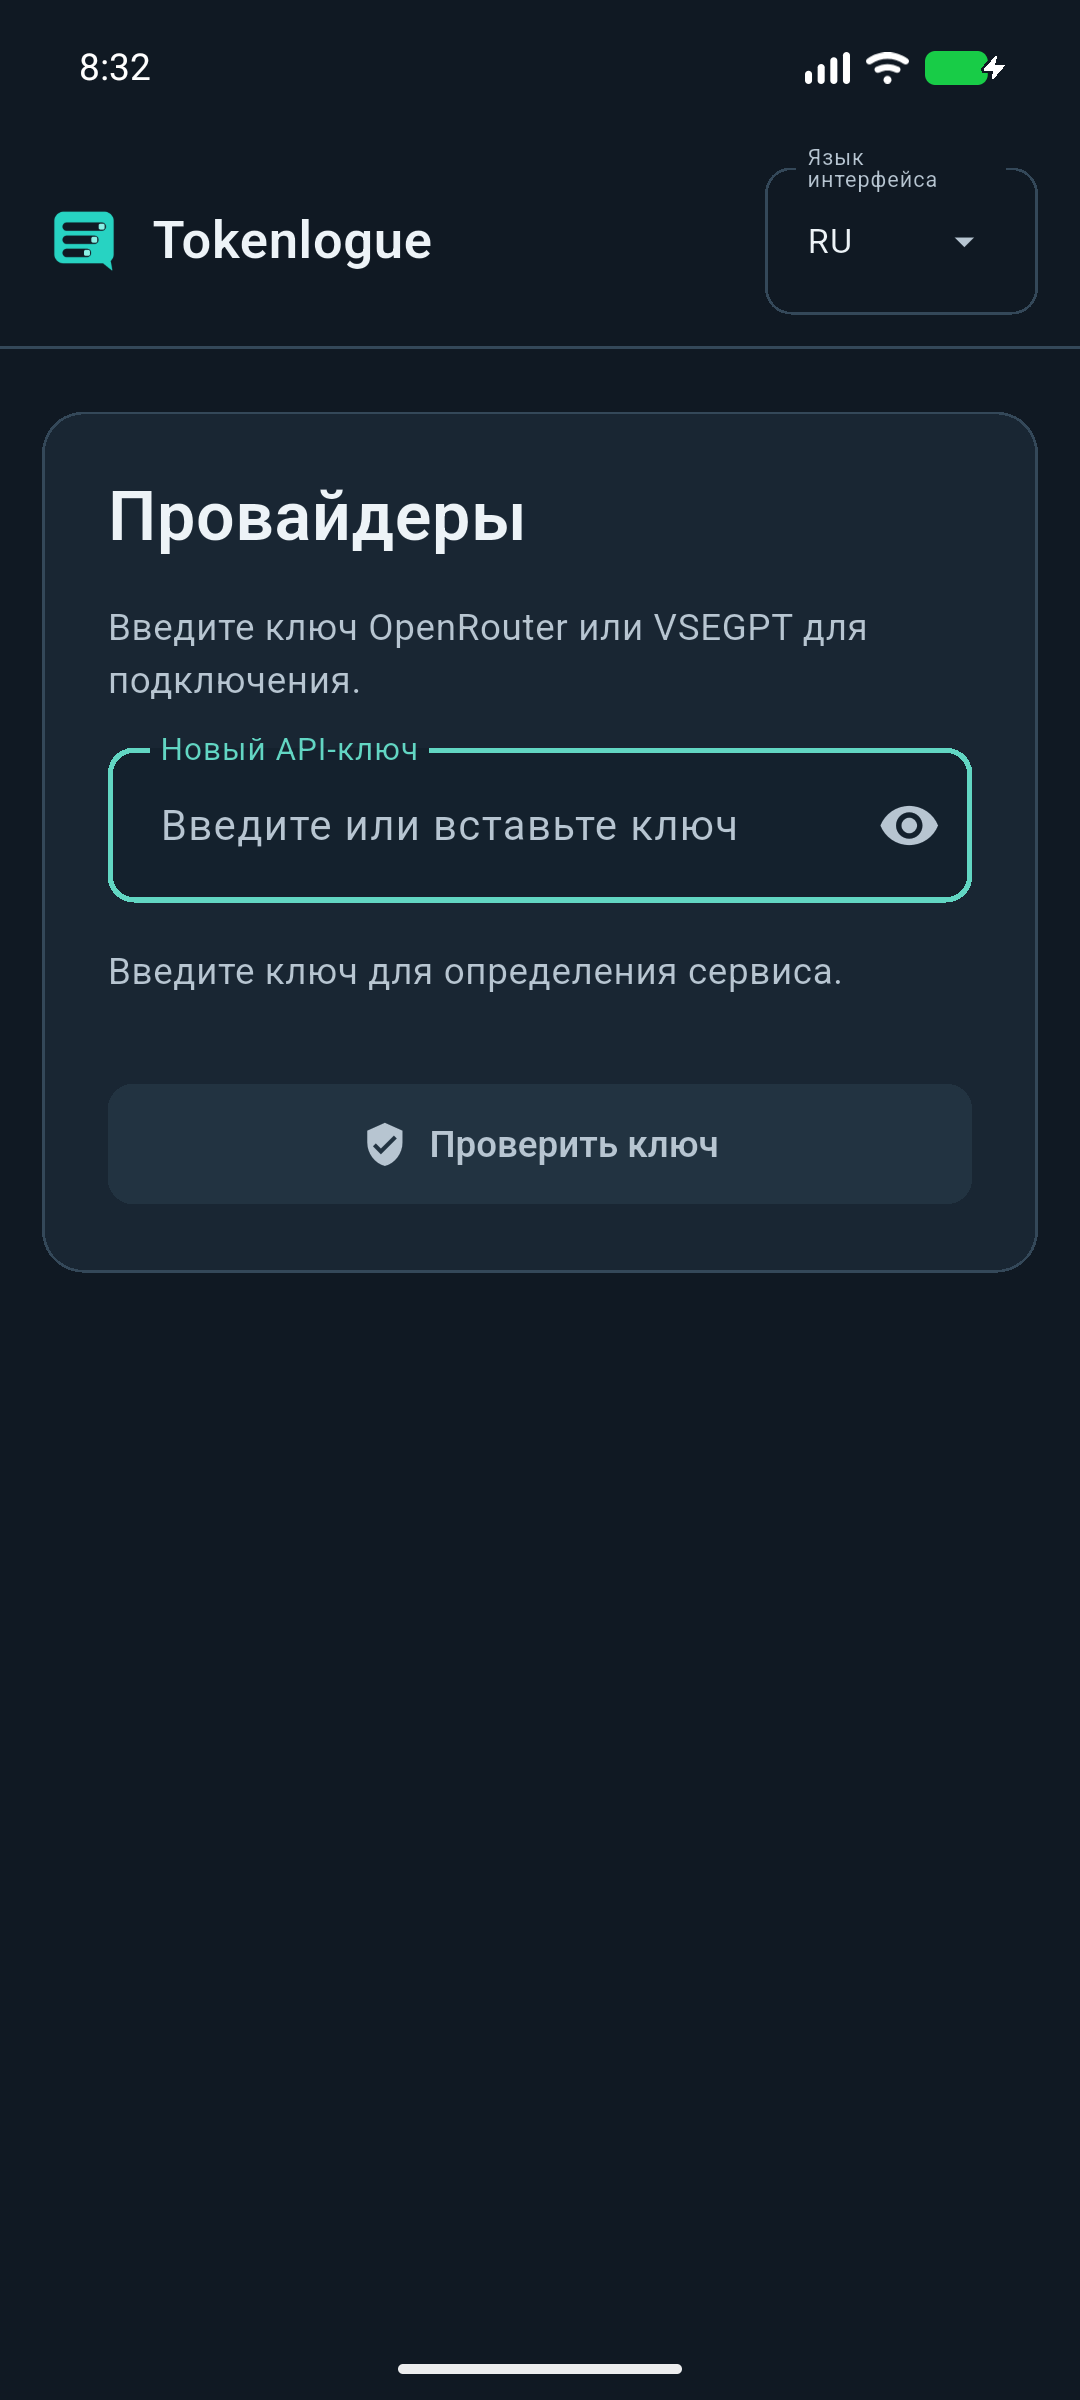 8:32
Язык
интерфейса
Tokenlogue
RU
Провайдеры
Введите ключ OpenRouter или VSEGPT для
подключения.
Новый API-ключ
Введите или вставьте ключ
Введите ключ для определения сервиса.
Проверить ключ